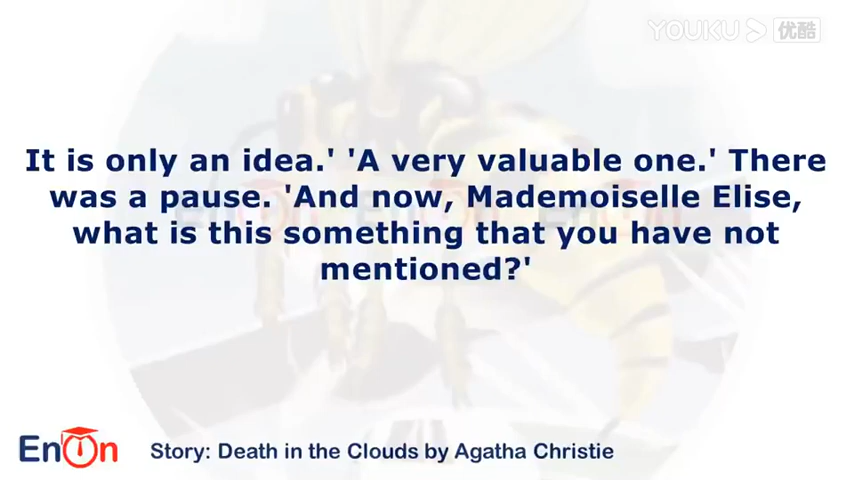 YOUKU 优酷
It is only an idea.' 'A very valuable one.' There
was a pause. 'And now, Mademoiselle Elise,
what is this something that you have not
mentioned?'
EnOn
Story: Death in the Clouds by Agatha Christie